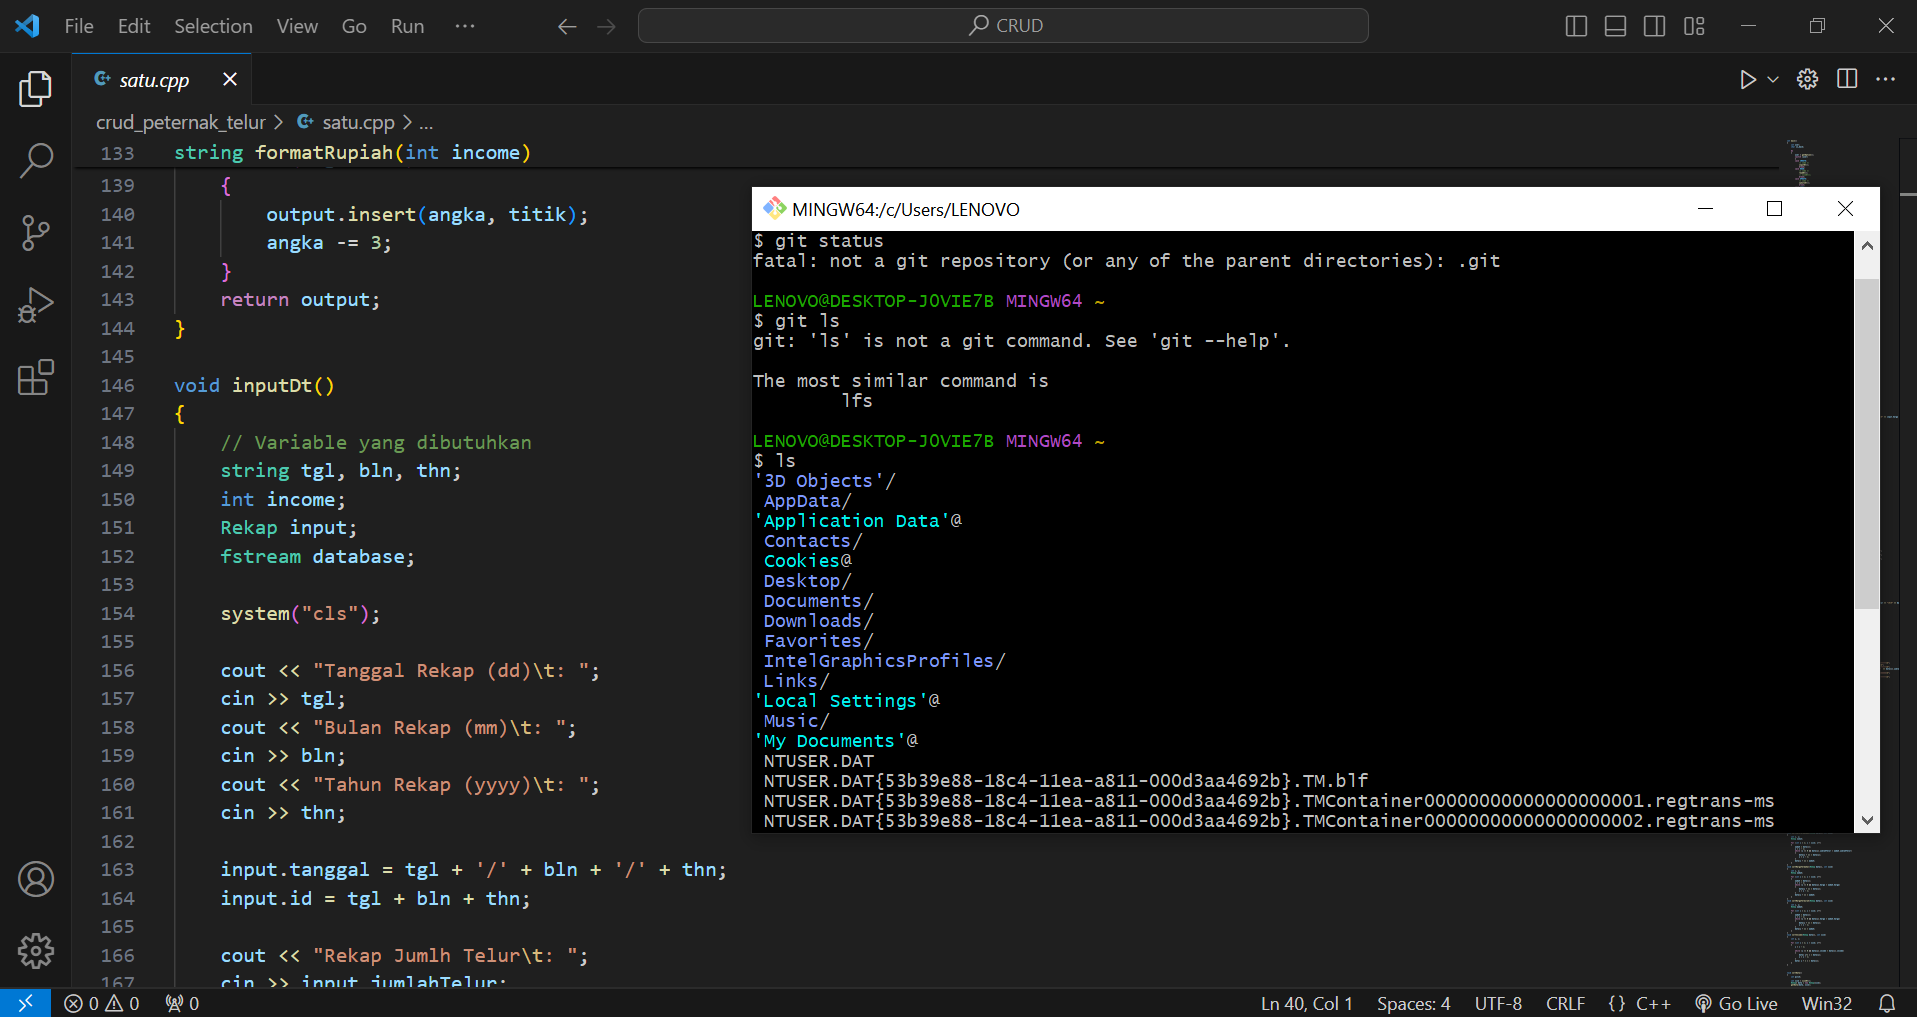 File Edit Selection View Go Run ···
CRUD
satu.cpp
crud_peternak_telur > satu.cpp > ...
133 string formatRupiah(int income)
139 {
140 output.insert(angka, titik);
141 angka -= 3;
142 }
143 return output;
144 }
145
146 void inputDt()
147 {
148 // Variable yang dibutuhkan
149 string tgl, bln, thn;
150 int income;
151 Rekap input;
152 fstream database;
153
154 system("cls");
155
156 cout << "Tanggal Rekap (dd)\t: ";
157 cin >> tgl;
158 cout << "Bulan Rekap (mm)\t: ";
159 cin >> bln;
160 cout << "Tahun Rekap (yyyy)\t: ";
161 cin >> thn;
162
163 input.tanggal = tgl + '/' + bln + '/' + thn;
164 input.id = tgl + bln + thn;
165
166 cout << "Rekap Jumlh Telur\t: ";
167 cin >> input.jumlahTelur;
MINGW64:/c/Users/LENOVO
$ git status
fatal: not a git repository (or any of the parent directories): .git
LENOVO@DESKTOP-J0VIE7B MINGW64 ~
$ git ls
git: 'ls' is not a git command. See 'git --help'.
The most similar command is
lfs
LENOVO@DESKTOP-J0VIE7B MINGW64 ~
$ ls
'3D Objects'/
AppData/
'Application Data'@
Contacts/
Cookies@
Desktop/
Documents/
Downloads/
Favorites/
IntelGraphicsProfiles/
Links/
'Local Settings'@
Music/
'My Documents'@
NTUSER.DAT
NTUSER.DAT{53b39e88-18c4-11ea-a811-000d3aa4692b}.TM.blf
NTUSER.DAT{53b39e88-18c4-11ea-a811-000d3aa4692b}.TMContainer00000000000000000001.regtrans-ms
NTUSER.DAT{53b39e88-18c4-11ea-a811-000d3aa4692b}.TMContainer00000000000000000002.regtrans-ms
0 0 0 Ln 40, Col 1 Spaces: 4 UTF-8 CRLF {} C++ Go Live Win32